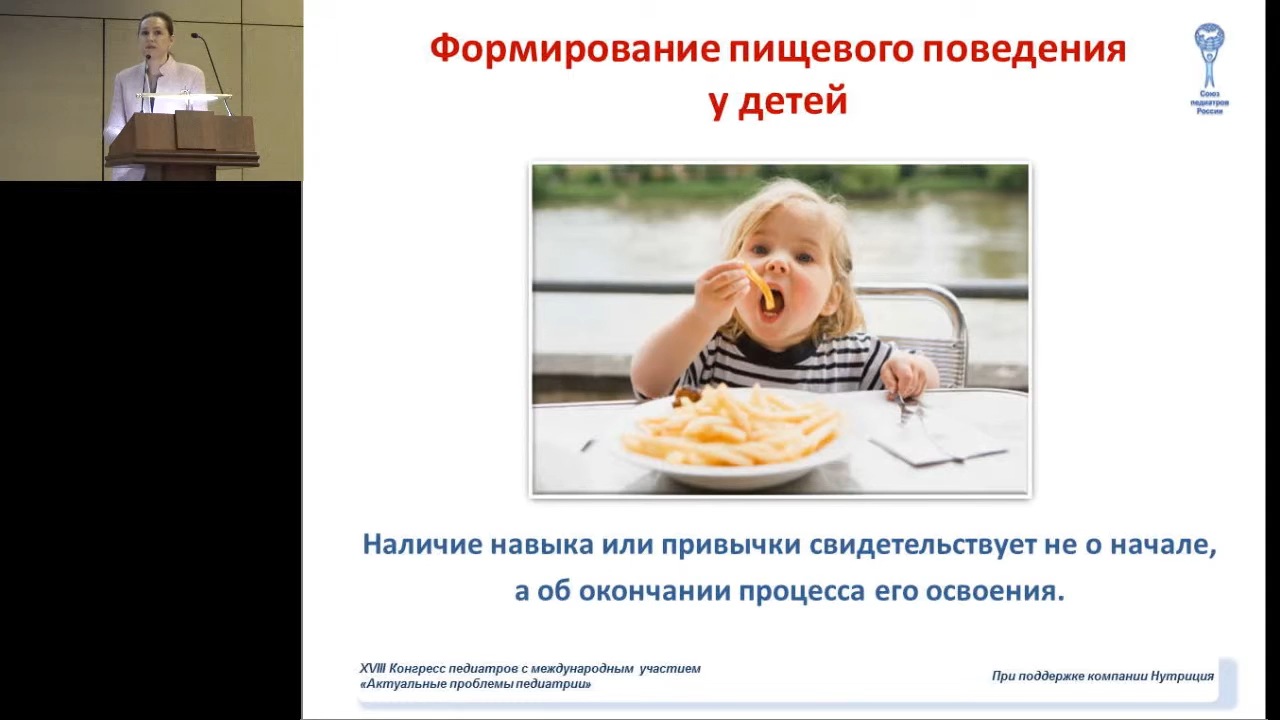 Формирование пищевого поведения
у детей
Союз
педиатров
России
Наличие навыка или привычки свидетельствует не о начале,
а об окончании процесса его освоения.
XVIII Конгресс педиатров с международным участием
«Актуальные проблемы педиатрии»
При поддержке компании Нутриция